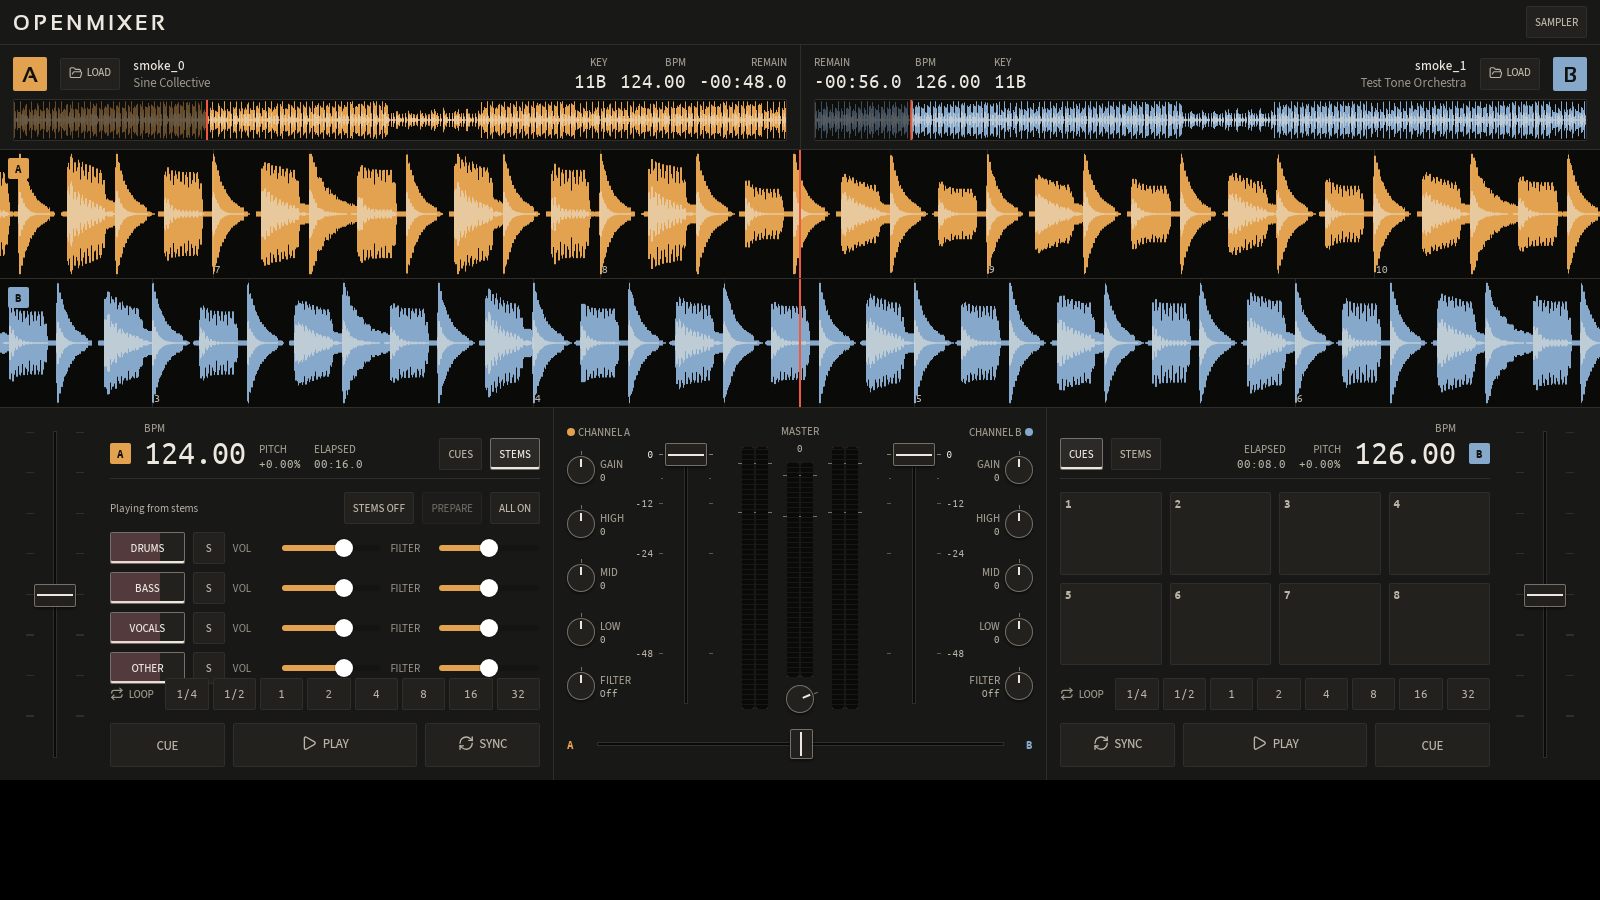 OPENMIXER
SAMPLER
A LOAD smoke_0 KEY BPM REMAIN
Sine Collective 11B 124.00 -00:48.0
REMAIN BPM KEY smoke_1 LOAD B
-00:56.0 126.00 11B Test Tone Orchestra
A
7 8 9 10
B
3 4 5 6
BPM
A 124.00 PITCH ELAPSED CUES STEMS
+0.00% 00:16.0
Playing from stems STEMS OFF PREPARE ALL ON
DRUMS S VOL FILTER
BASS S VOL FILTER
VOCALS S VOL FILTER
OTHER S VOL FILTER
LOOP 1/4 1/2 1 2 4 8 16 32
CUE PLAY SYNC
CHANNEL A MASTER CHANNEL B
0 0 0
GAIN GAIN
0 0
-12 -12
HIGH HIGH
0 0
-24 -24
MID MID
0 0
LOW LOW
0 0
-48 -48
FILTER FILTER
Off Off
A B
BPM
CUES STEMS ELAPSED PITCH 126.00 B
00:08.0 +0.00%
1 2 3 4
5 6 7 8
LOOP 1/4 1/2 1 2 4 8 16 32
SYNC PLAY CUE